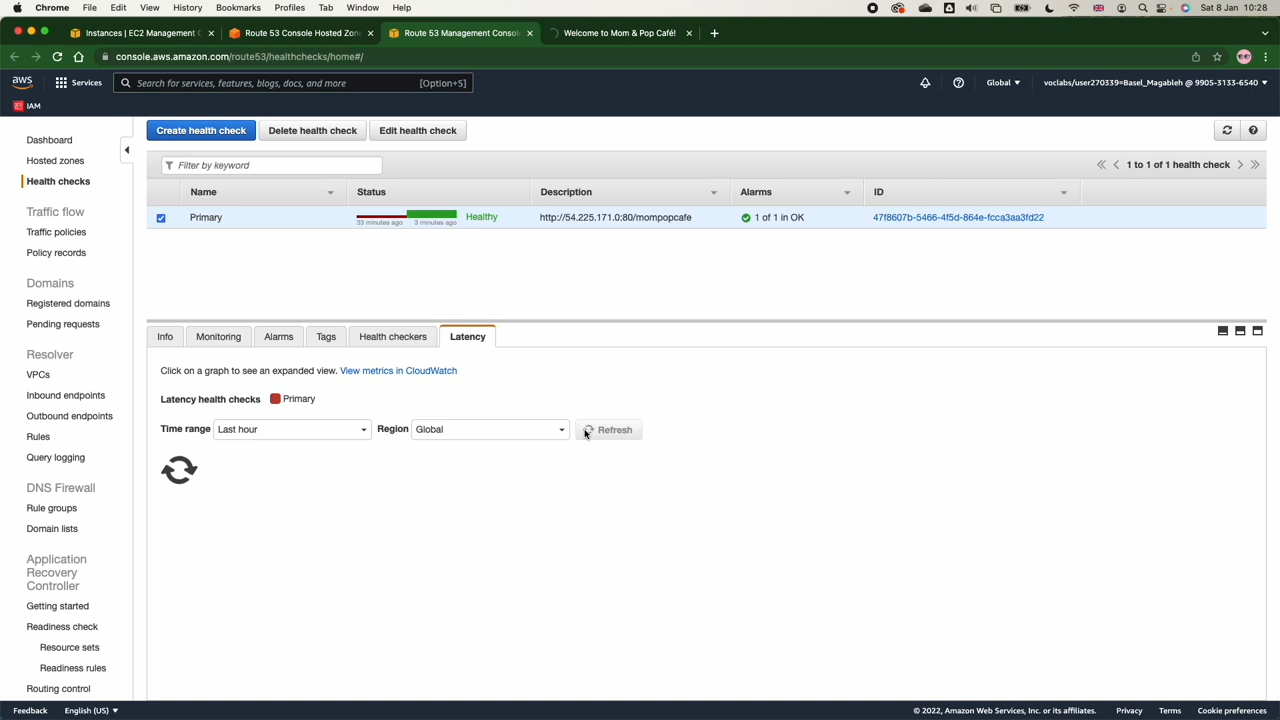 Chrome File Edit View History Bookmarks Profiles Tab Window Help Sat 8 Jan 10:28
Instances | EC2 Management C Route 53 Console Hosted Zone Route 53 Management Consol Welcome to Mom & Pop Café!
console.aws.amazon.com/route53/healthchecks/home#/
aws Services Search for services, features, blogs, docs, and more [Option+S] Global voclabs/user270339=Basel_Magableh @ 9905-3133-6540
IAM
Create health check Delete health check Edit health check
Filter by keyword 1 to 1 of 1 health check
Name Status Description Alarms ID
Primary 33 minutes ago 3 minutes ago Healthy http://54.225.171.0:80/mompopcafe 1 of 1 in OK 47f8607b-5466-4f5d-864e-fcca3aa3fd22
Dashboard
Hosted zones
Health checks
Traffic flow
Traffic policies
Policy records
Domains
Registered domains
Pending requests
Resolver
VPCs
Inbound endpoints
Outbound endpoints
Rules
Query logging
DNS Firewall
Rule groups
Domain lists
Application
Recovery
Controller
Getting started
Readiness check
Resource sets
Readiness rules
Routing control
Info Monitoring Alarms Tags Health checkers Latency
Click on a graph to see an expanded view. View metrics in CloudWatch
Latency health checks Primary
Time range Last hour Region Global Refresh
Feedback English (US) © 2022, Amazon Web Services, Inc. or its affiliates. Privacy Terms Cookie preferences